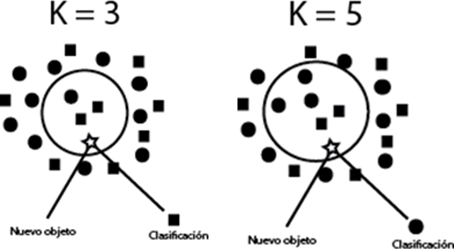 K = 3
K = 5
Nuevo objeto
Clasificación
Nuevo objeto
Clasificación